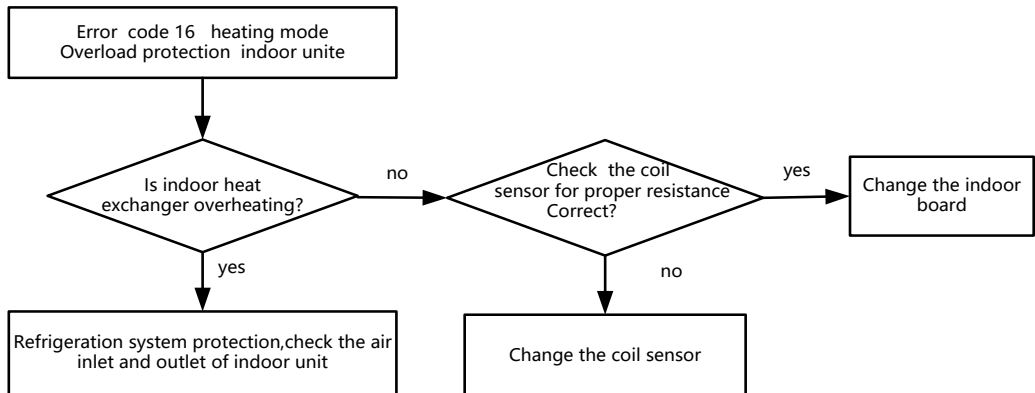 Error code 16 heating mode
Overload protection indoor unite
Is indoor heat
exchanger overheating?
no
Check the coil
sensor for proper resistance
Correct?
yes
Change the indoor
board
yes
no
Refrigeration system protection,check the air
inlet and outlet of indoor unit
Change the coil sensor